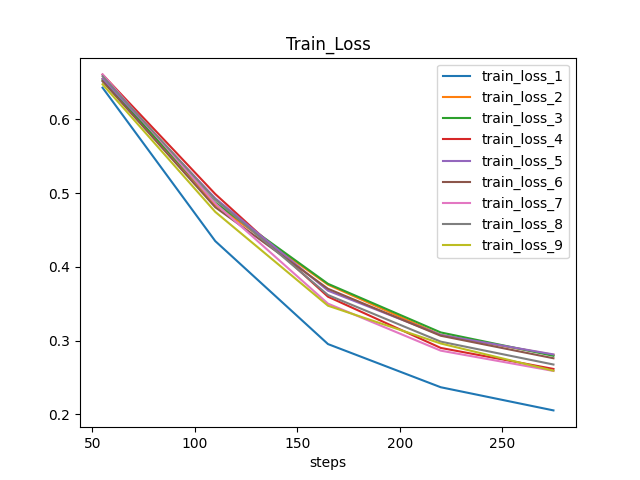 Train_Loss
train_loss_1
train_loss_2
train_loss_3
train_loss_4
train_loss_5
train_loss_6
train_loss_7
train_loss_8
train_loss_9
0.6
0.5
0.4
0.3
0.2
50 100 150 200 250
steps